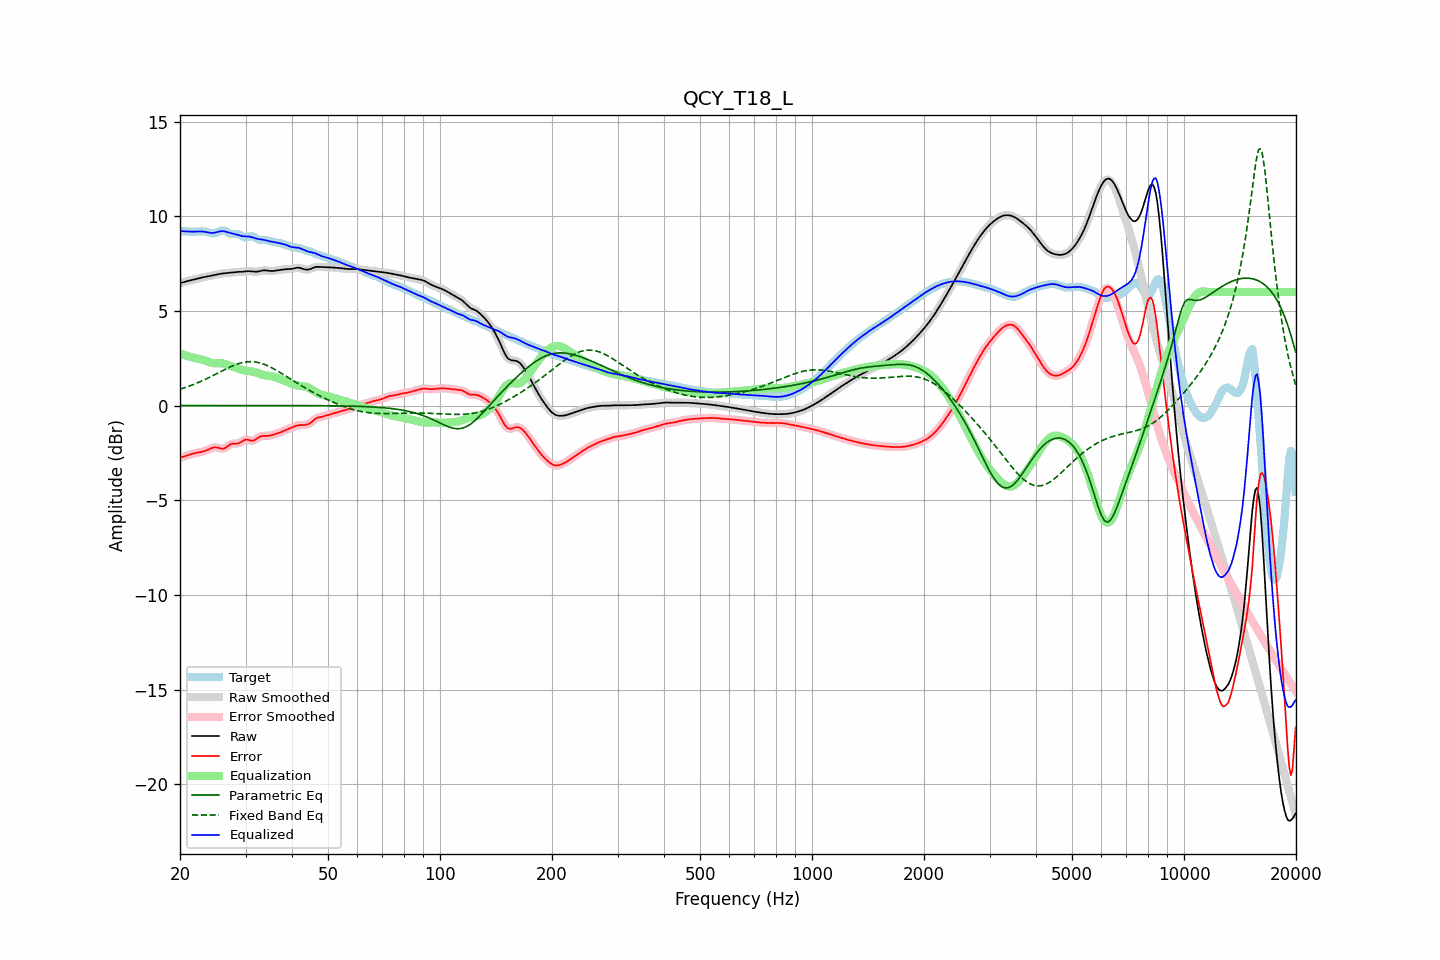 QCY_T18_L
15
10
5
0
−5
−10
−15
−20
Amplitude (dBr)
Target
Raw Smoothed
Error Smoothed
Raw
Error
Equalization
Parametric Eq
Fixed Band Eq
Equalized
20 50 100 200 500 1000 2000 5000 10000 20000
Frequency (Hz)